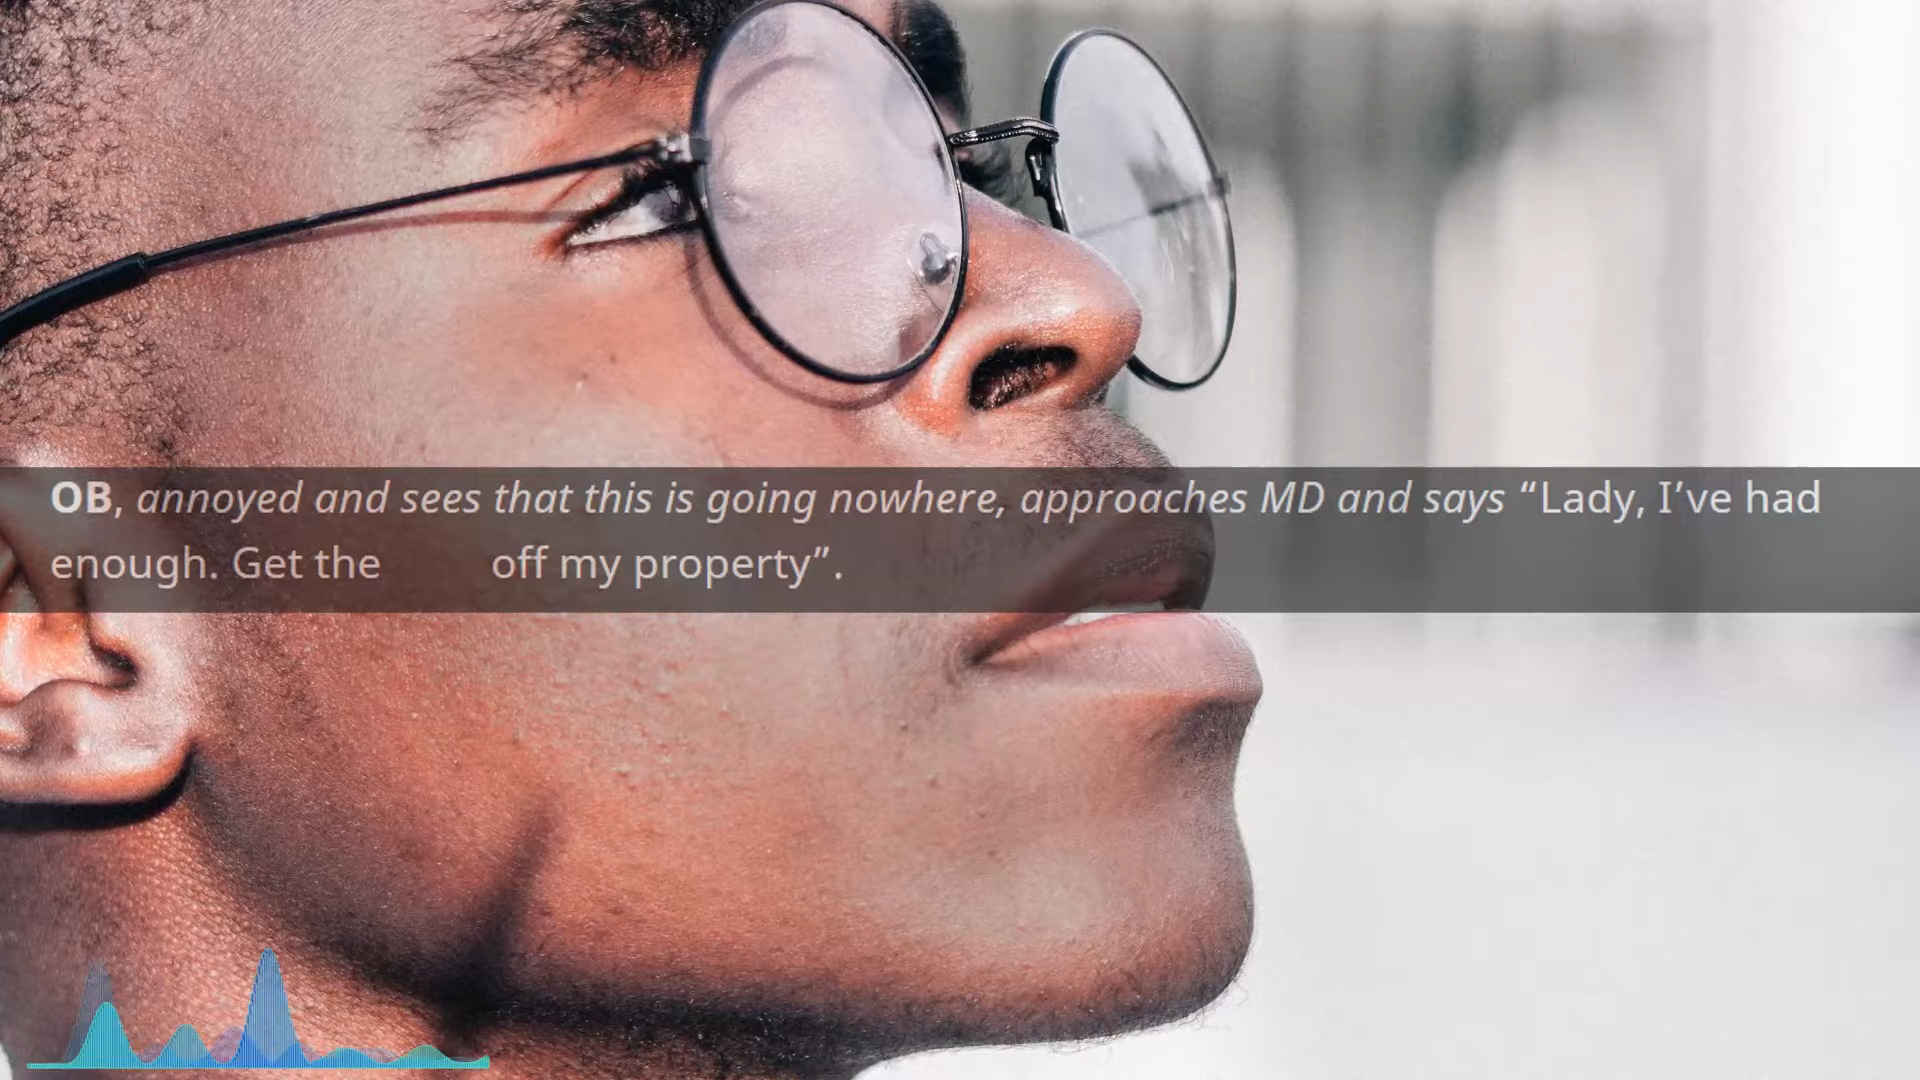 OB, annoyed and sees that this is going nowhere, approaches MD and says “Lady, I’ve had
enough. Get the off my property”.